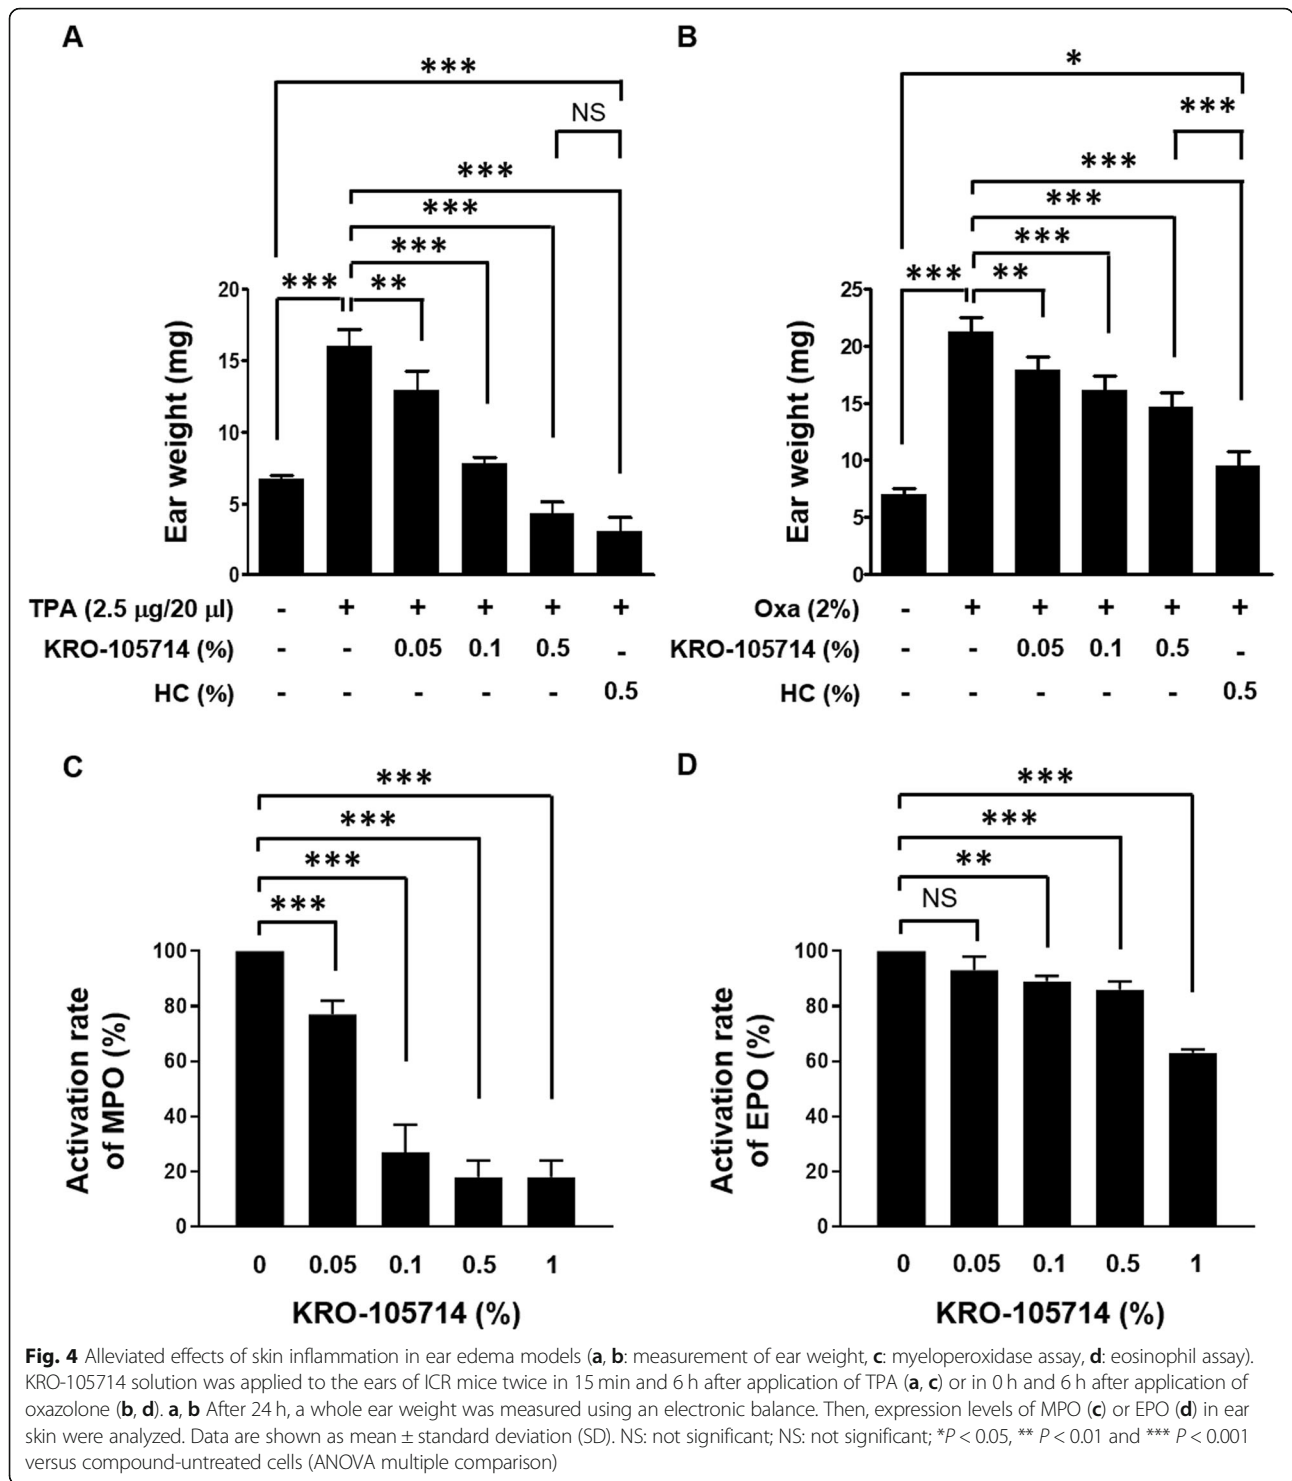 A
***
NS
***
***
***
***
**
20
15
10
5
0
Ear weight (mg)
TPA (2.5 µg/20 µl) - + + + + +
KRO-105714 (%) - - 0.05 0.1 0.5 -
HC (%) - - - - - 0.5
B
*
***
***
***
***
***
**
25
20
15
10
5
0
Ear weight (mg)
Oxa (2%) - + + + + +
KRO-105714 (%) - - 0.05 0.1 0.5 -
HC (%) - - - - - 0.5
C
***
***
***
***
100
80
60
40
20
0
Activation rate
of MPO (%)
0 0.05 0.1 0.5 1
KRO-105714 (%)
D
***
***
**
NS
100
80
60
40
20
0
Activation rate
of EPO (%)
0 0.05 0.1 0.5 1
KRO-105714 (%)
Fig. 4 Alleviated effects of skin inflammation in ear edema models (a, b: measurement of ear weight, c: myeloperoxidase assay, d: eosinophil assay).
KRO-105714 solution was applied to the ears of ICR mice twice in 15 min and 6 h after application of TPA (a, c) or in 0 h and 6 h after application of
oxazolone (b, d). a, b After 24 h, a whole ear weight was measured using an electronic balance. Then, expression levels of MPO (c) or EPO (d) in ear
skin were analyzed. Data are shown as mean ± standard deviation (SD). NS: not significant; NS: not significant; *P < 0.05, ** P < 0.01 and *** P < 0.001
versus compound-untreated cells (ANOVA multiple comparison)